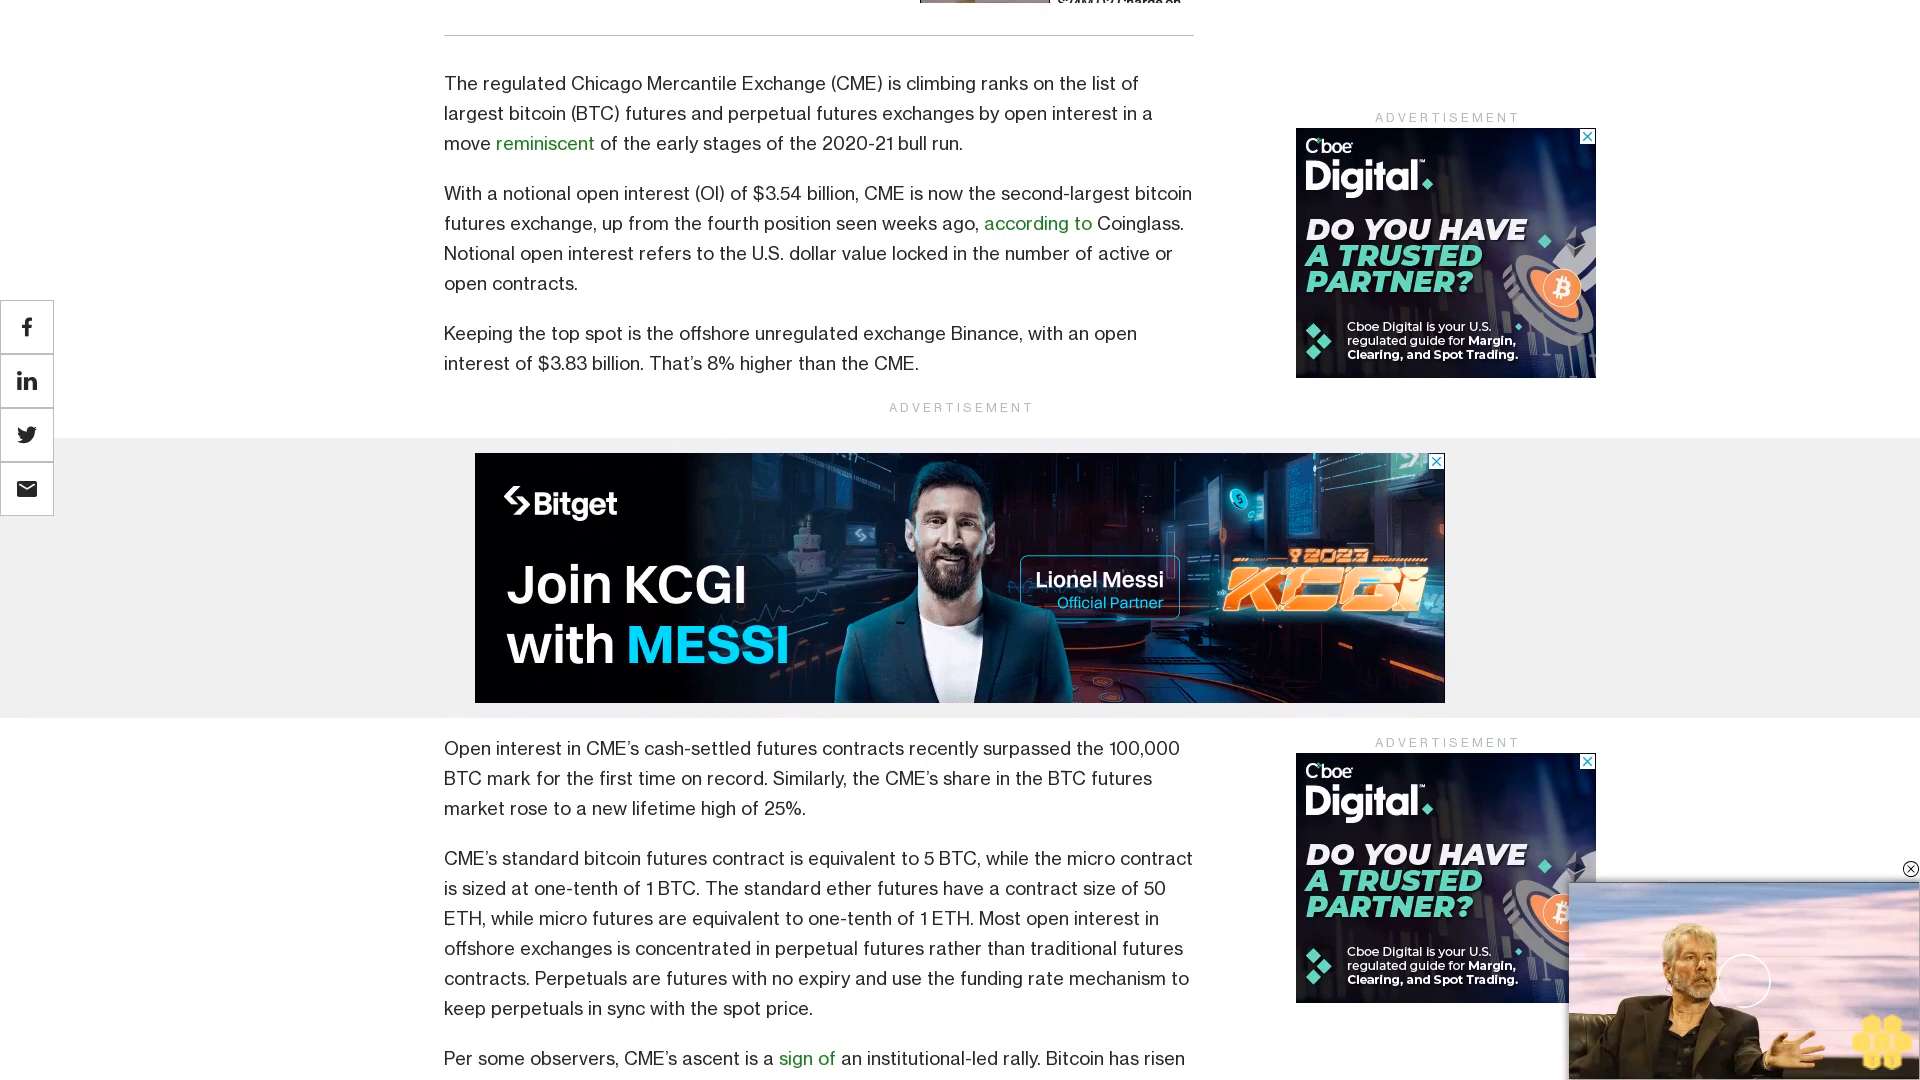 The regulated Chicago Mercantile Exchange (CME) is climbing ranks on the list of
largest bitcoin (BTC) futures and perpetual futures exchanges by open interest in a
move reminiscent of the early stages of the 2020-21 bull run.
With a notional open interest (OI) of $3.54 billion, CME is now the second-largest bitcoin
futures exchange, up from the fourth position seen weeks ago, according to Coinglass.
Notional open interest refers to the U.S. dollar value locked in the number of active or
open contracts.
Keeping the top spot is the offshore unregulated exchange Binance, with an open
interest of $3.83 billion. That’s 8% higher than the CME.
ADVERTISEMENT
Cboe
Digital™
DO YOU HAVE
A TRUSTED
PARTNER?
Cboe Digital is your U.S.
regulated guide for Margin,
Clearing, and Spot Trading.
ADVERTISEMENT
Bitget
Join KCGI
with MESSI
Lionel Messi
Official Partner
2023
KCGI
Open interest in CME’s cash-settled futures contracts recently surpassed the 100,000
BTC mark for the first time on record. Similarly, the CME’s share in the BTC futures
market rose to a new lifetime high of 25%.
CME’s standard bitcoin futures contract is equivalent to 5 BTC, while the micro contract
is sized at one-tenth of 1 BTC. The standard ether futures have a contract size of 50
ETH, while micro futures are equivalent to one-tenth of 1 ETH. Most open interest in
offshore exchanges is concentrated in perpetual futures rather than traditional futures
contracts. Perpetuals are futures with no expiry and use the funding rate mechanism to
keep perpetuals in sync with the spot price.
Per some observers, CME’s ascent is a sign of an institutional-led rally. Bitcoin has risen
ADVERTISEMENT
Cboe
Digital™
DO YOU HAVE
A TRUSTED
PARTNER?
Cboe Digital is your U.S.
regulated guide for Margin,
Clearing, and Spot Trading.